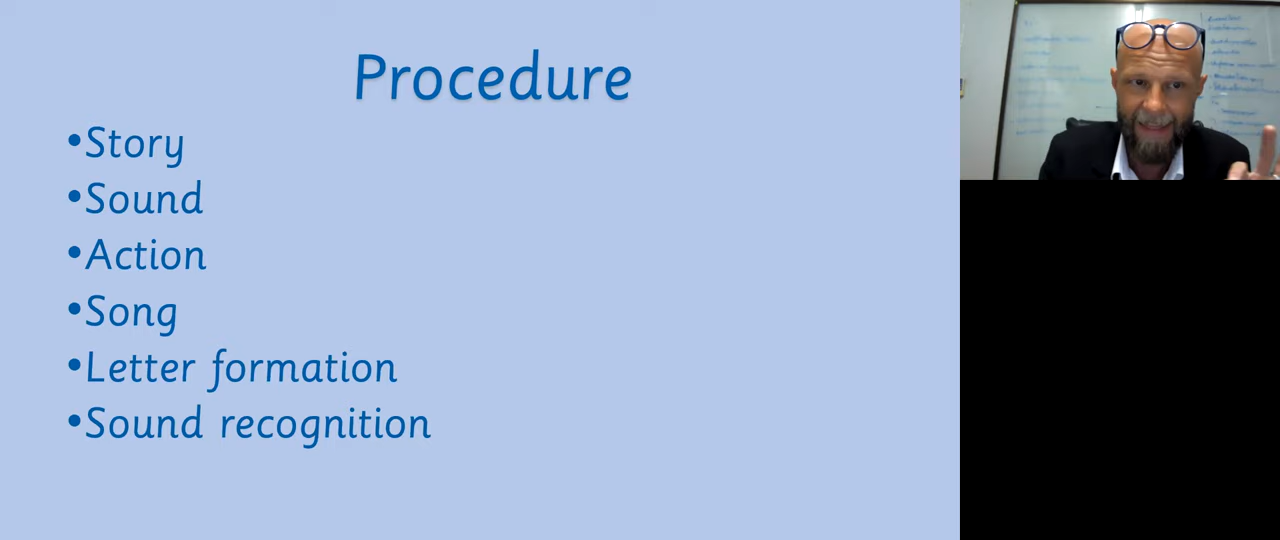 Procedure
•Story
•Sound
•Action
•Song
•Letter formation
•Sound recognition